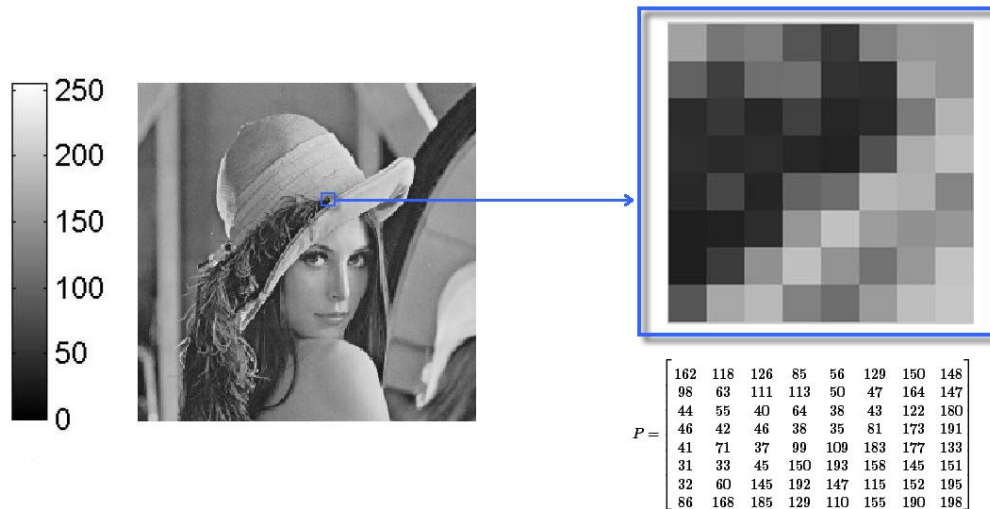 250
200
150
100
50
0
P =
162 118 126 85 56 129 150 148
98 63 111 113 50 47 164 147
44 55 40 64 38 43 122 180
46 42 46 38 35 81 173 191
41 71 37 99 109 183 177 133
31 33 45 150 193 158 145 151
32 60 145 192 147 115 152 195
86 168 185 129 110 155 190 198